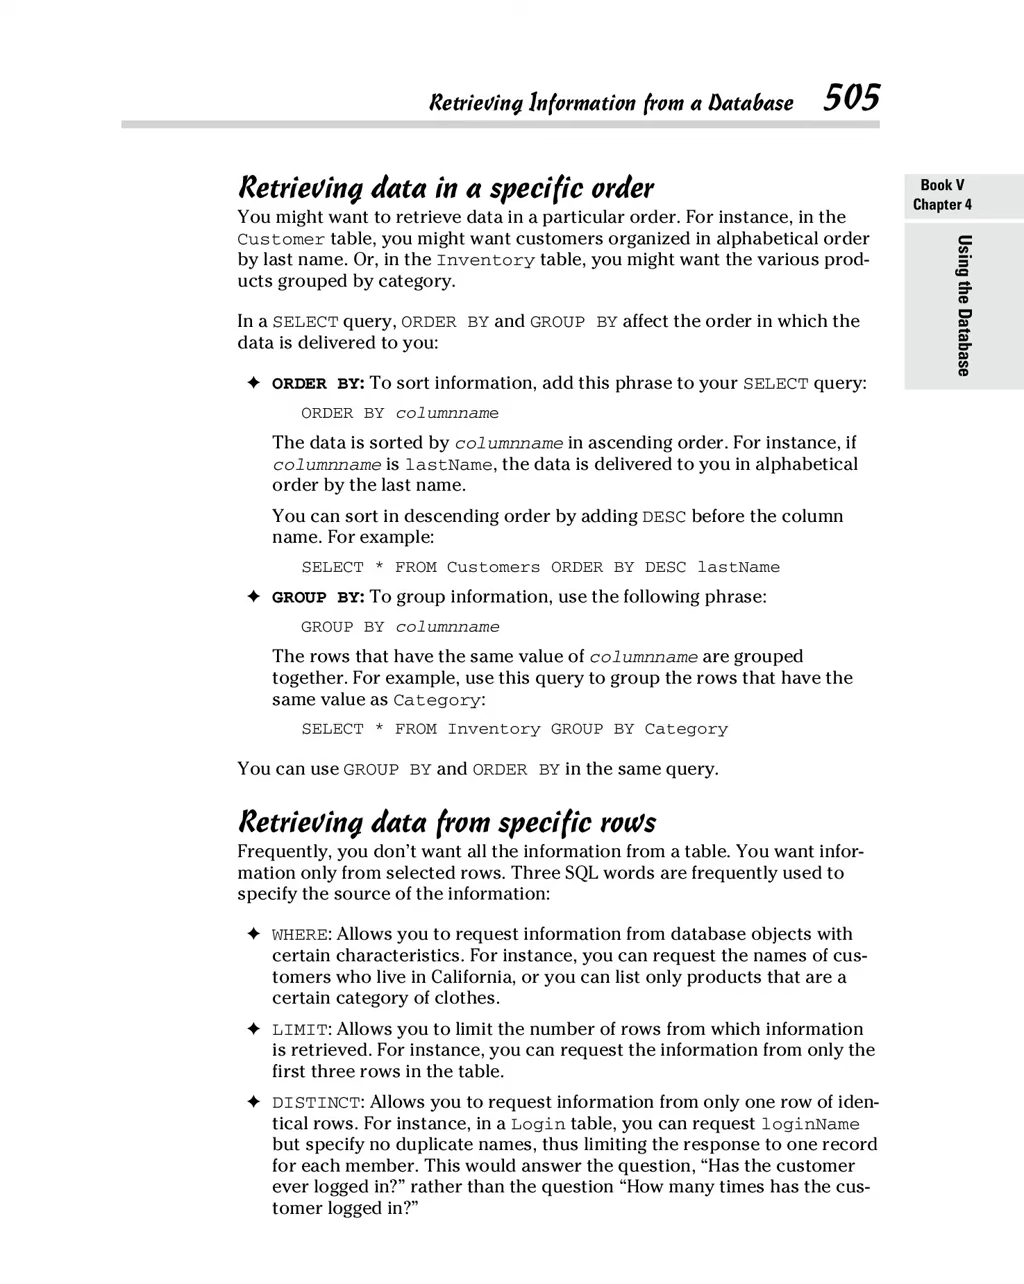 Retrieving Information from a Database 505
Book V
Chapter 4
Using the Database
Retrieving data in a specific order
You might want to retrieve data in a particular order. For instance, in the
Customer table, you might want customers organized in alphabetical order
by last name. Or, in the Inventory table, you might want the various prod-
ucts grouped by category.
In a SELECT query, ORDER BY and GROUP BY affect the order in which the
data is delivered to you:
✦ ORDER BY: To sort information, add this phrase to your SELECT query:
ORDER BY columnname
The data is sorted by columnname in ascending order. For instance, if
columnname is lastName, the data is delivered to you in alphabetical
order by the last name.
You can sort in descending order by adding DESC before the column
name. For example:
SELECT * FROM Customers ORDER BY DESC lastName
✦ GROUP BY: To group information, use the following phrase:
GROUP BY columnname
The rows that have the same value of columnname are grouped
together. For example, use this query to group the rows that have the
same value as Category:
SELECT * FROM Inventory GROUP BY Category
You can use GROUP BY and ORDER BY in the same query.
Retrieving data from specific rows
Frequently, you don’t want all the information from a table. You want infor-
mation only from selected rows. Three SQL words are frequently used to
specify the source of the information:
✦ WHERE: Allows you to request information from database objects with
certain characteristics. For instance, you can request the names of cus-
tomers who live in California, or you can list only products that are a
certain category of clothes.
✦ LIMIT: Allows you to limit the number of rows from which information
is retrieved. For instance, you can request the information from only the
first three rows in the table.
✦ DISTINCT: Allows you to request information from only one row of iden-
tical rows. For instance, in a Login table, you can request loginName
but specify no duplicate names, thus limiting the response to one record
for each member. This would answer the question, “Has the customer
ever logged in?” rather than the question “How many times has the cus-
tomer logged in?”